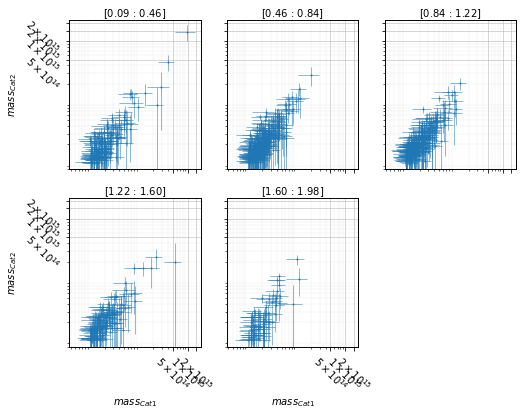 [0.09 : 0.46] [0.46 : 0.84] [0.84 : 1.22]
2×10¹⁵
1×10¹⁵
5×10¹⁴
mass_Cat2
[1.22 : 1.60] [1.60 : 1.98]
2×10¹⁵
1×10¹⁵
5×10¹⁴
mass_Cat2
5×10¹⁴ 1×10¹⁵ 2×10¹⁵ 5×10¹⁴ 1×10¹⁵ 2×10¹⁵
mass_Cat1 mass_Cat1